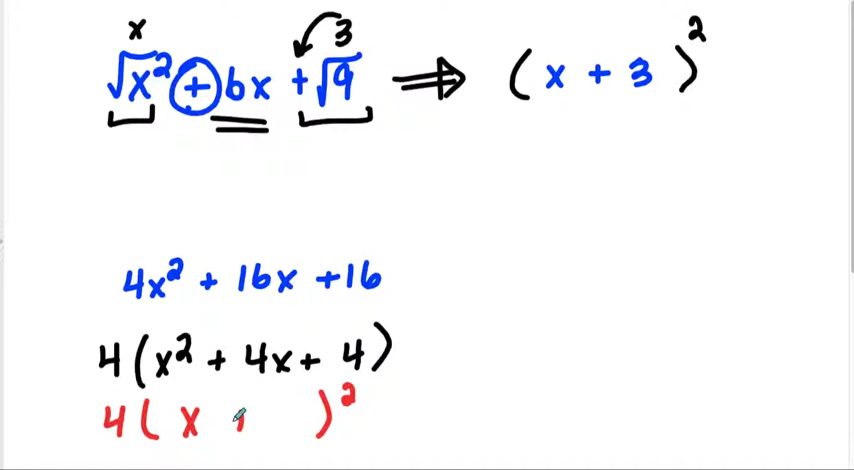 x 3
√x² + 6x + √9 ⟹ (x + 3)²
4x² + 16x + 16
4(x² + 4x + 4)
4(x )²